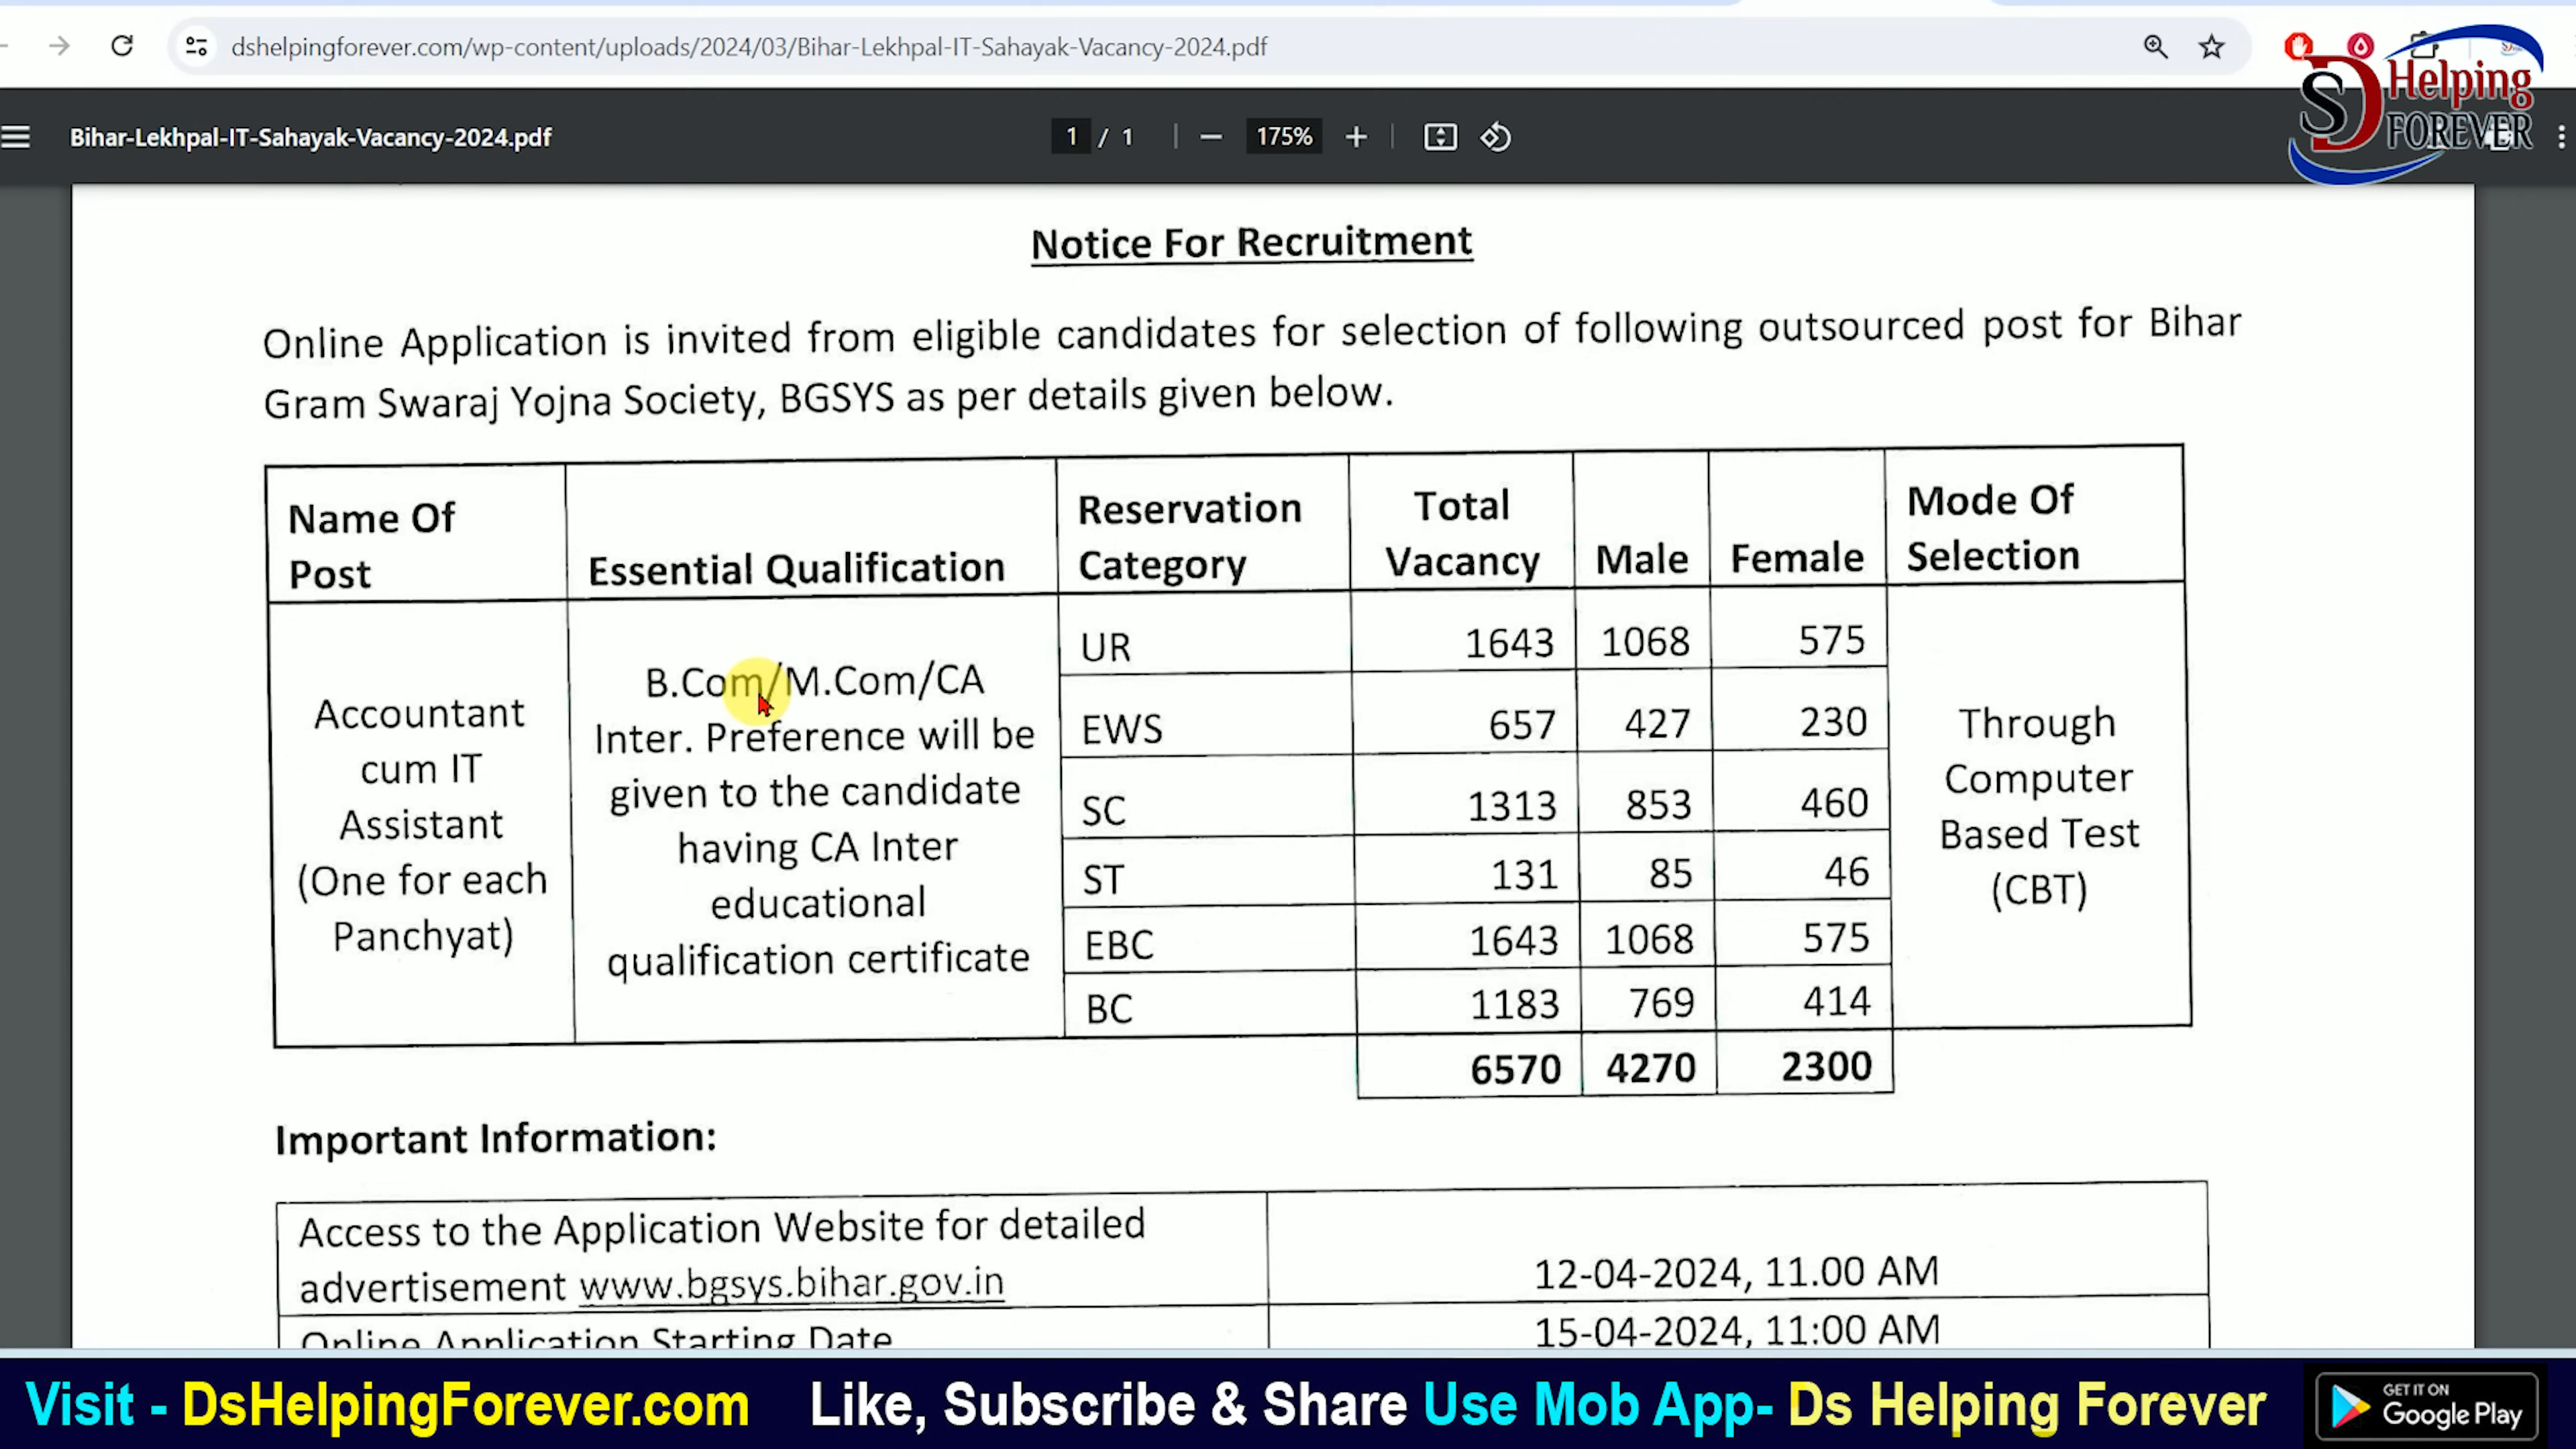 dshelpingforever.com/wp-content/uploads/2024/03/Bihar-Lekhpal-IT-Sahayak-Vacancy-2024.pdf
SD Helping
FOREVER
Bihar-Lekhpal-IT-Sahayak-Vacancy-2024.pdf
1 / 1
175%
Notice For Recruitment
Online Application is invited from eligible candidates for selection of following outsourced post for Bihar
Gram Swaraj Yojna Society, BGSYS as per details given below.
Name Of
Post
Essential Qualification
Reservation
Category
Total
Vacancy
Male
Female
Mode Of
Selection
Accountant
cum IT
Assistant
(One for each
Panchyat)
B.Com/M.Com/CA
Inter. Preference will be
given to the candidate
having CA Inter
educational
qualification certificate
UR 1643 1068 575
EWS 657 427 230
SC 1313 853 460
ST 131 85 46
EBC 1643 1068 575
BC 1183 769 414
Through
Computer
Based Test
(CBT)
6570 4270 2300
Important Information:
Access to the Application Website for detailed
advertisement www.bgsys.bihar.gov.in
12-04-2024, 11.00 AM
Online Application Starting Date
15-04-2024, 11:00 AM
Visit - DsHelpingForever.com Like, Subscribe & Share Use Mob App- Ds Helping Forever
GET IT ON
Google Play